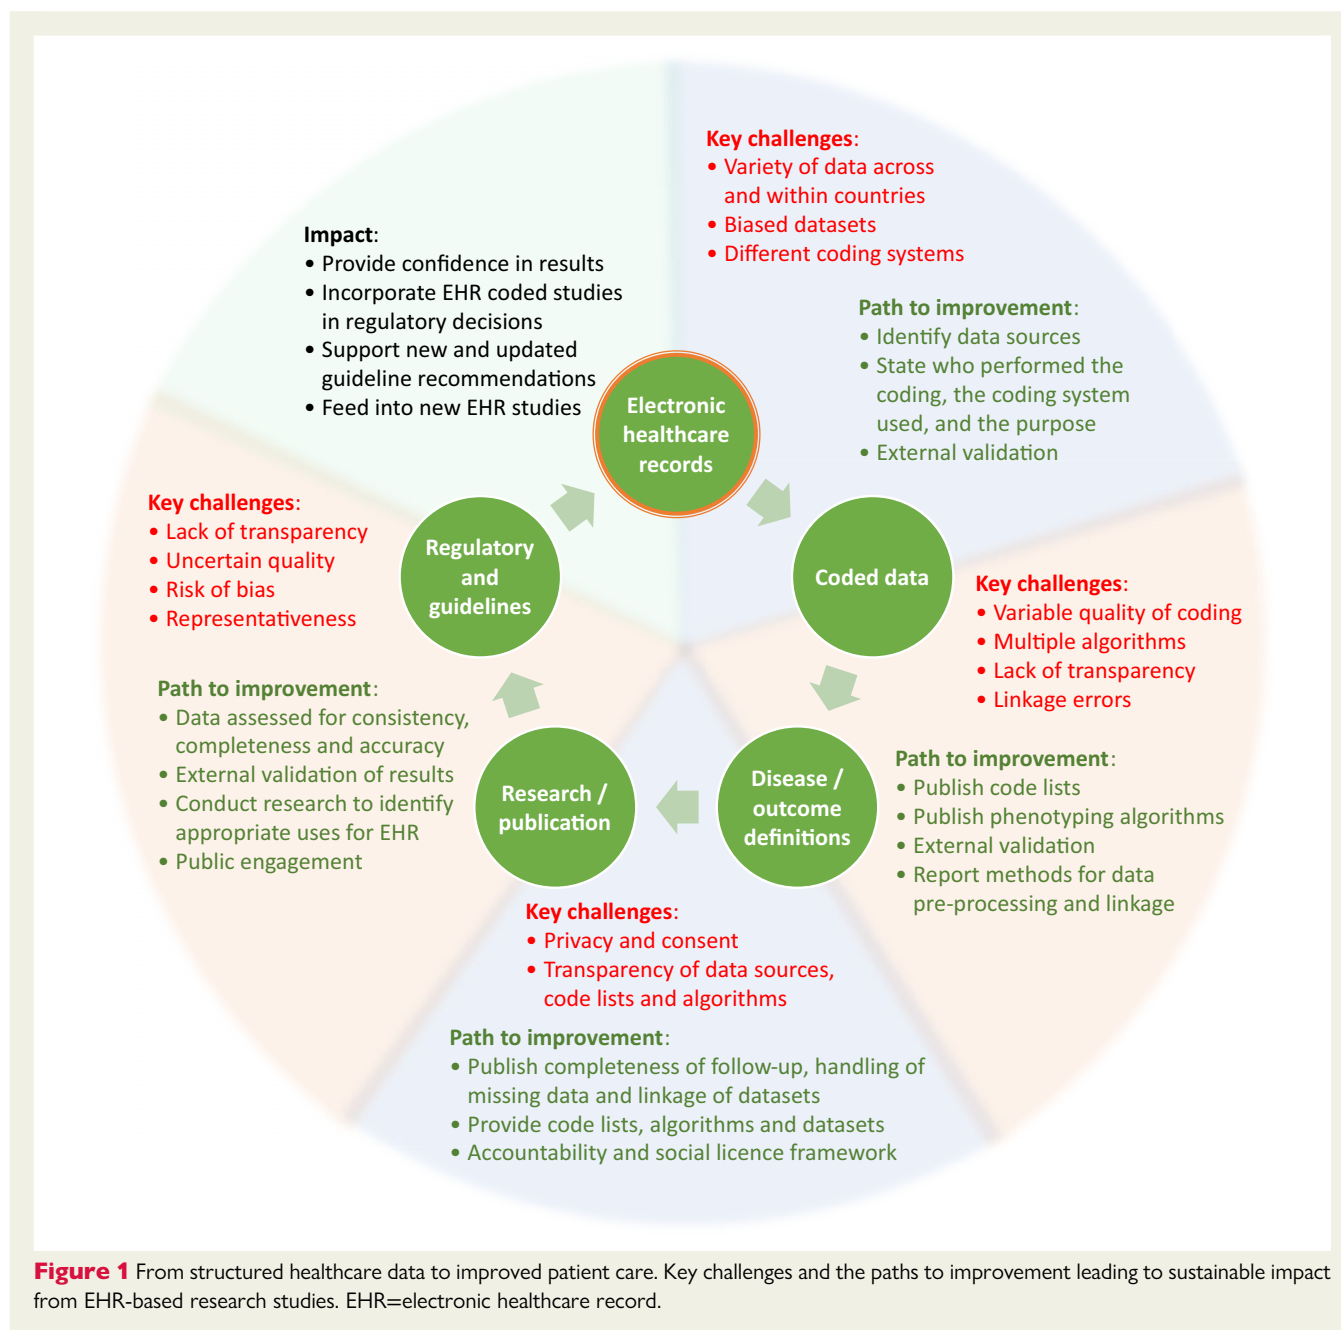 Key challenges:
• Variety of data across
and within countries
• Biased datasets
• Different coding systems
Path to improvement:
• Identify data sources
• State who performed the
coding, the coding system
used, and the purpose
• External validation
Impact:
• Provide confidence in results
• Incorporate EHR coded studies
in regulatory decisions
• Support new and updated
guideline recommendations
• Feed into new EHR studies
Electronic
healthcare
records
Coded data
Key challenges:
• Variable quality of coding
• Multiple algorithms
• Lack of transparency
• Linkage errors
Path to improvement:
• Publish code lists
• Publish phenotyping algorithms
• External validation
• Report methods for data
pre-processing and linkage
Disease /
outcome
definitions
Key challenges:
• Privacy and consent
• Transparency of data sources,
code lists and algorithms
Path to improvement:
• Publish completeness of follow-up, handling of
missing data and linkage of datasets
• Provide code lists, algorithms and datasets
• Accountability and social licence framework
Research /
publication
Key challenges:
• Lack of transparency
• Uncertain quality
• Risk of bias
• Representativeness
Path to improvement:
• Data assessed for consistency,
completeness and accuracy
• External validation of results
• Conduct research to identify
appropriate uses for EHR
• Public engagement
Regulatory
and
guidelines
Figure 1 From structured healthcare data to improved patient care. Key challenges and the paths to improvement leading to sustainable impact
from EHR-based research studies. EHR=electronic healthcare record.